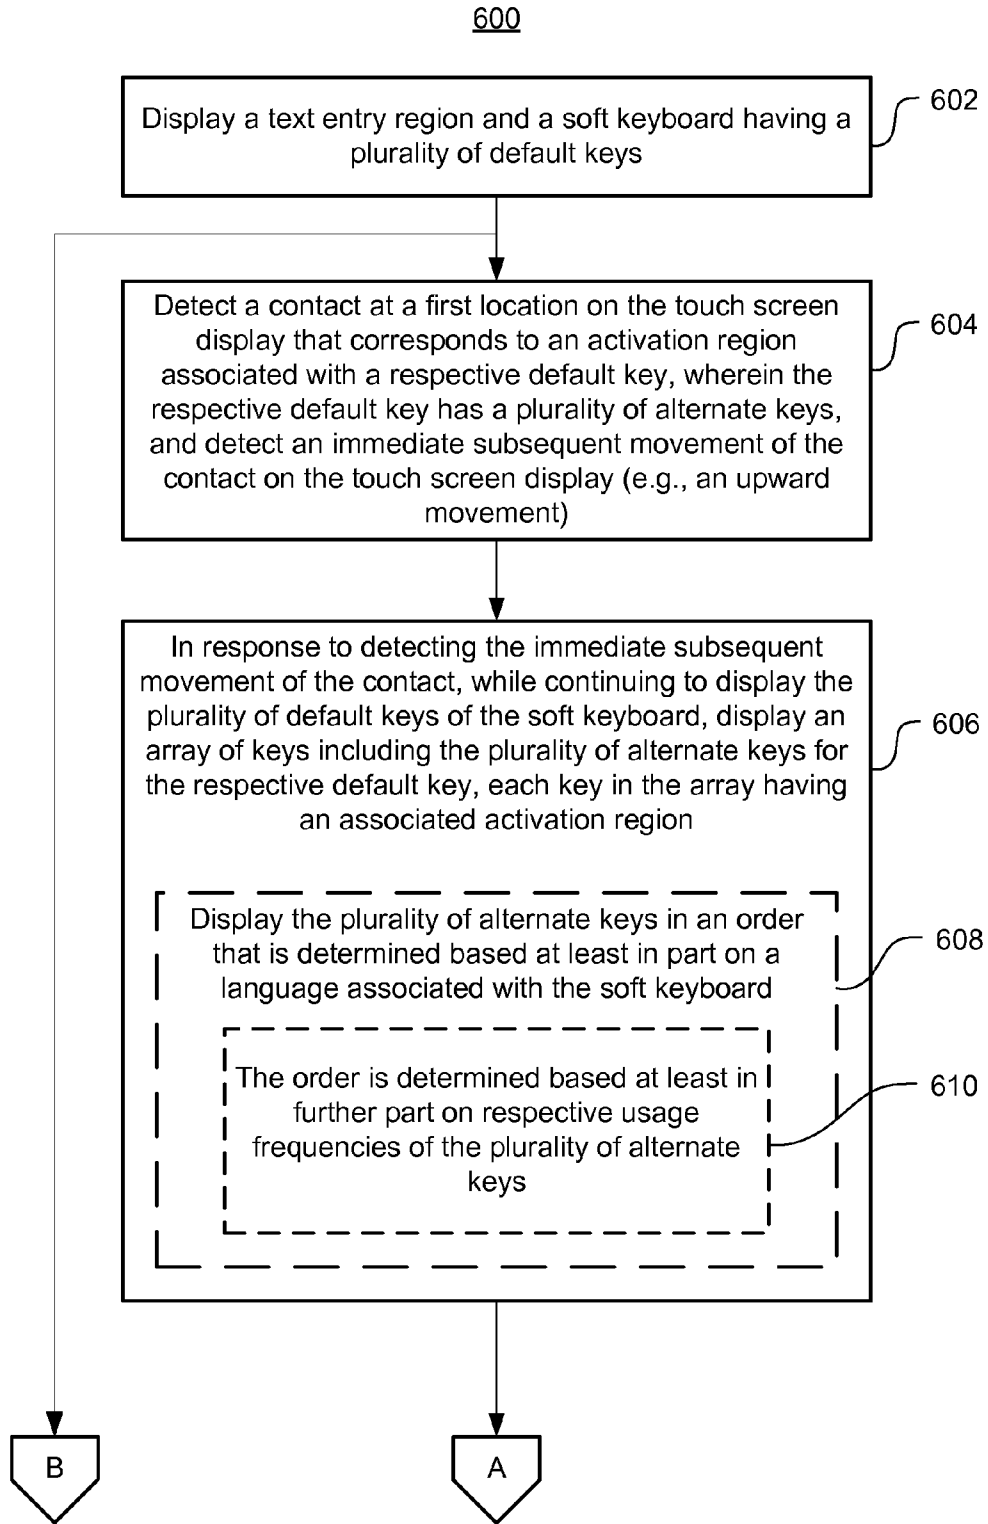 600
Display a text entry region and a soft keyboard having a
plurality of default keys
602
Detect a contact at a first location on the touch screen
display that corresponds to an activation region
associated with a respective default key, wherein the
respective default key has a plurality of alternate keys,
and detect an immediate subsequent movement of the
contact on the touch screen display (e.g., an upward
movement)
604
In response to detecting the immediate subsequent
movement of the contact, while continuing to display the
plurality of default keys of the soft keyboard, display an
array of keys including the plurality of alternate keys for
the respective default key, each key in the array having
an associated activation region
606
Display the plurality of alternate keys in an order
that is determined based at least in part on a
language associated with the soft keyboard
608
The order is determined based at least in
further part on respective usage
frequencies of the plurality of alternate
keys
610
B
A